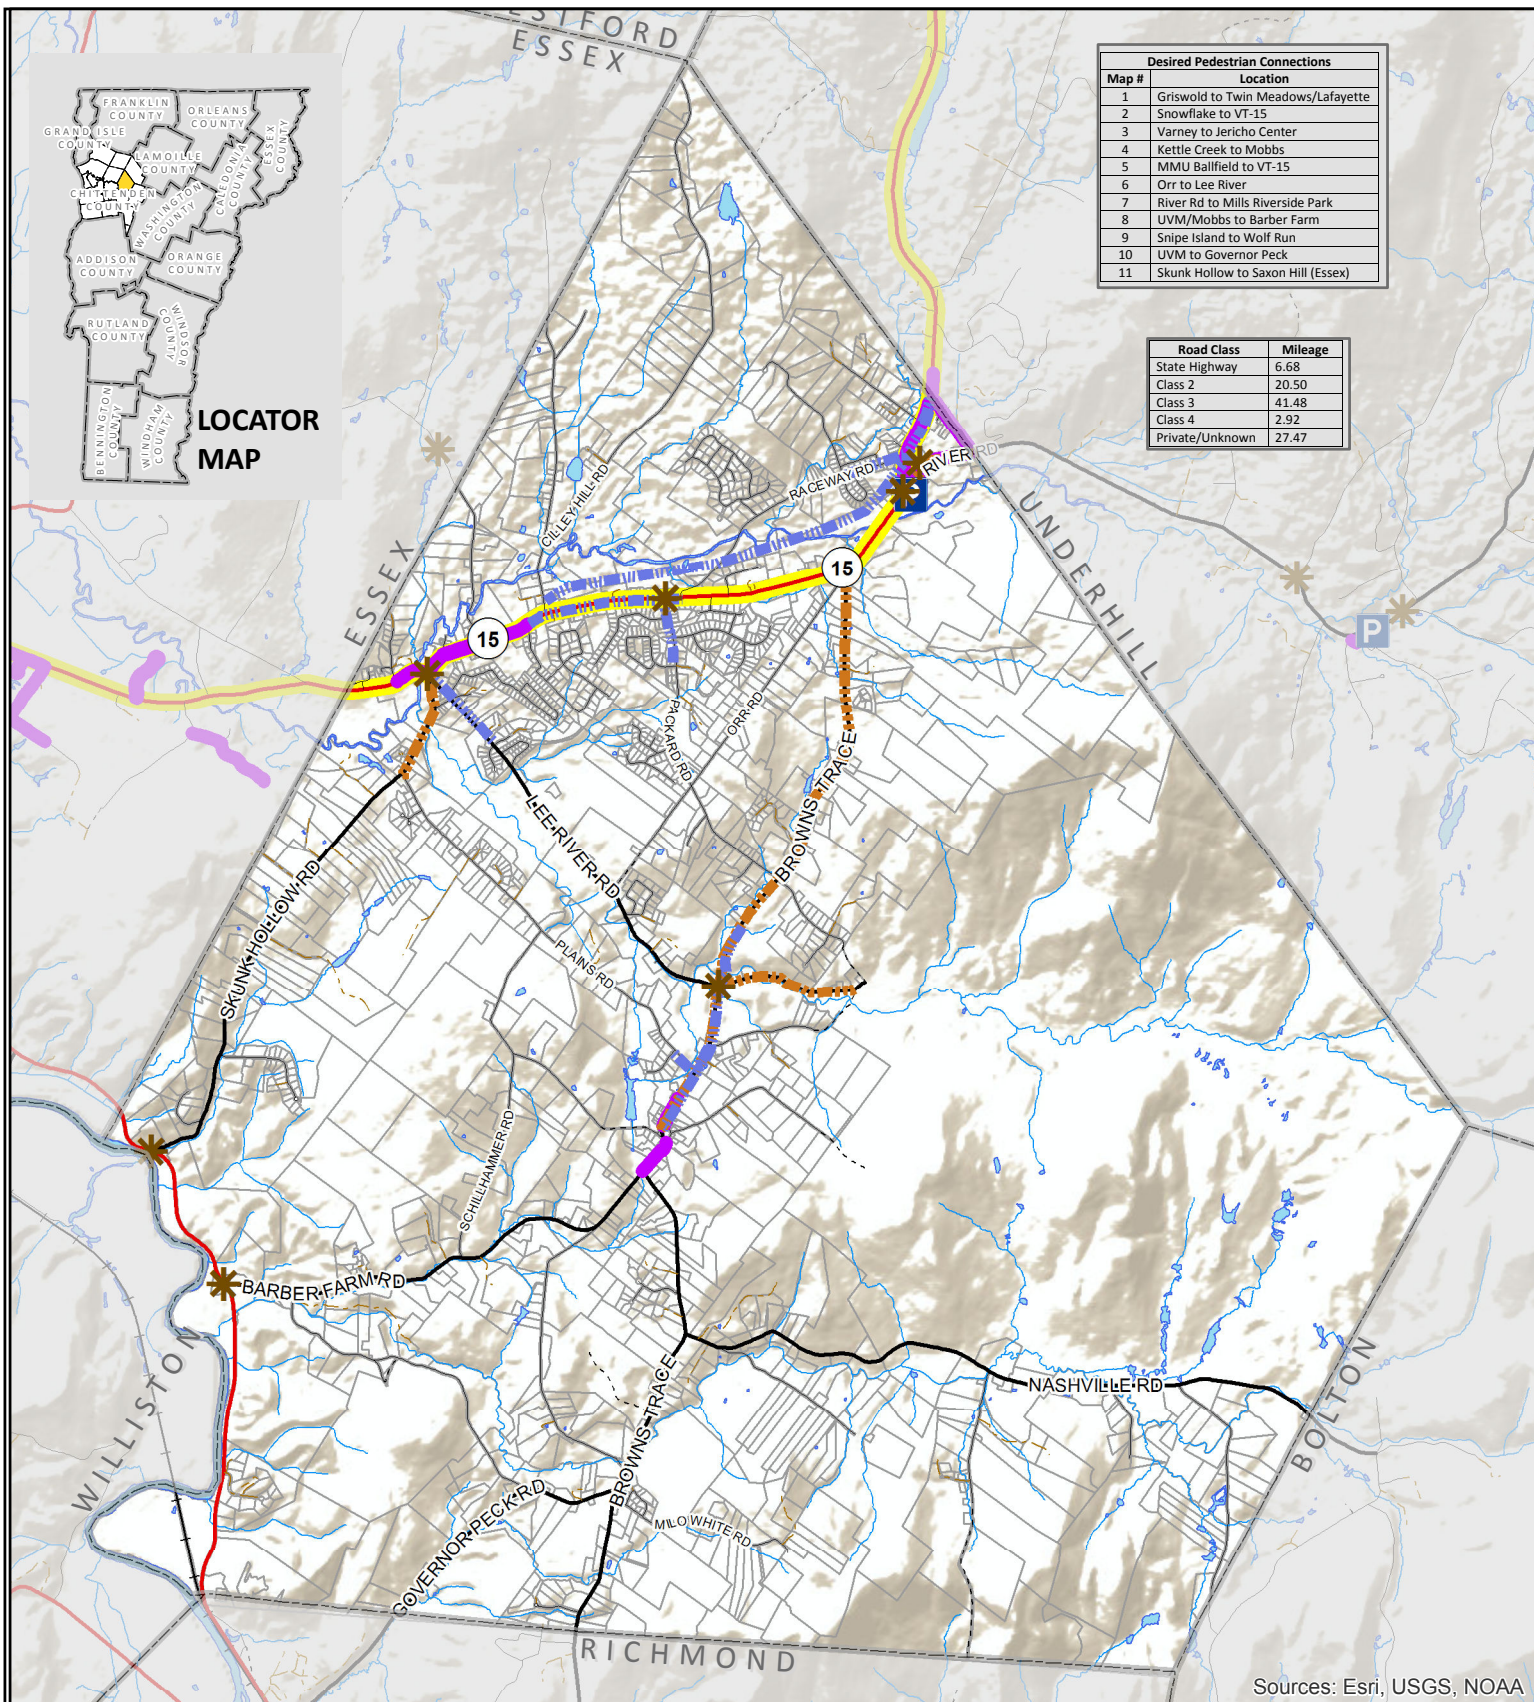 ESTFORD
ESSEX
FRANKLIN
COUNTY
ORLEANS
COUNTY
ESSEX
COUNTY
GRAND ISLE
COUNTY
LAMOILLE
COUNTY
CALEDONIA
COUNTY
CHITTENDEN
COUNTY
WASHINGTON
COUNTY
ADDISON
COUNTY
ORANGE
COUNTY
RUTLAND
COUNTY
WINDSOR
COUNTY
BENNINGTON
COUNTY
WINDHAM
COUNTY
LOCATOR
MAP
Desired Pedestrian Connections
Map # Location
1 Griswold to Twin Meadows/Lafayette
2 Snowflake to VT-15
3 Varney to Jericho Center
4 Kettle Creek to Mobbs
5 MMU Ballfield to VT-15
6 Orr to Lee River
7 River Rd to Mills Riverside Park
8 UVM/Mobbs to Barber Farm
9 Snipe Island to Wolf Run
10 UVM to Governor Peck
11 Skunk Hollow to Saxon Hill (Essex)
Road Class Mileage
State Highway 6.68
Class 2 20.50
Class 3 41.48
Class 4 2.92
Private/Unknown 27.47
RIVER RD
RACEWAY RD
CILLEY HILL RD
UNDERHILL
ESSEX
15
15
P
PACKARD RD
ORR RD
BROWNS TRACE
LEE RIVER RD
SKUNK HOLLOW RD
PLAINS RD
SCHILLHAMMER RD
BARBER FARM RD
WILLISTON
NASHVILLE RD
BOLTON
BROWNS TRACE
GOVERNOR PECK RD
MILO WHITE RD
RICHMOND
Sources: Esri, USGS, NOAA